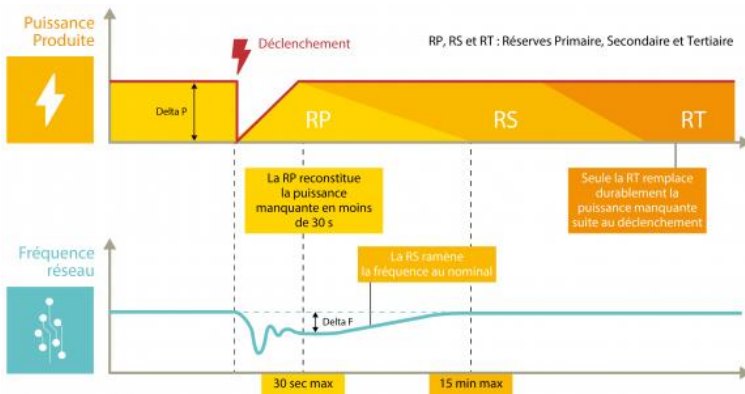 Puissance
Produite
Déclenchement
RP, RS et RT : Réserves Primaire, Secondaire et Tertiaire
Delta P
RP
RS
RT
La RP reconstitue
la puissance
manquante en moins
de 30 s
Seule la RT remplace
durablement la
puissance manquante
suite au déclenchement
Fréquence
réseau
La RS ramène
la fréquence au nominal
Delta F
30 sec max
15 min max